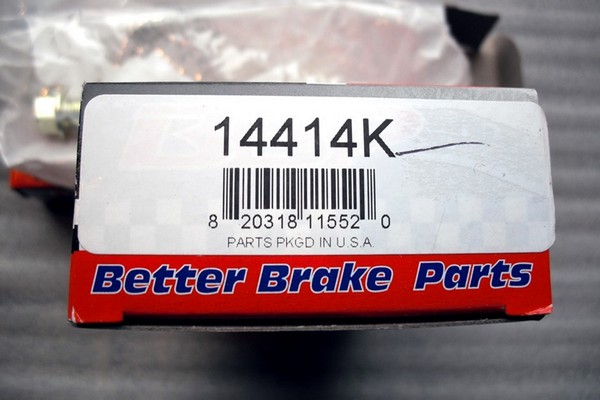 14414K
8 20318 11552 0
PARTS PKGD IN U.S.A.
Better Brake Parts